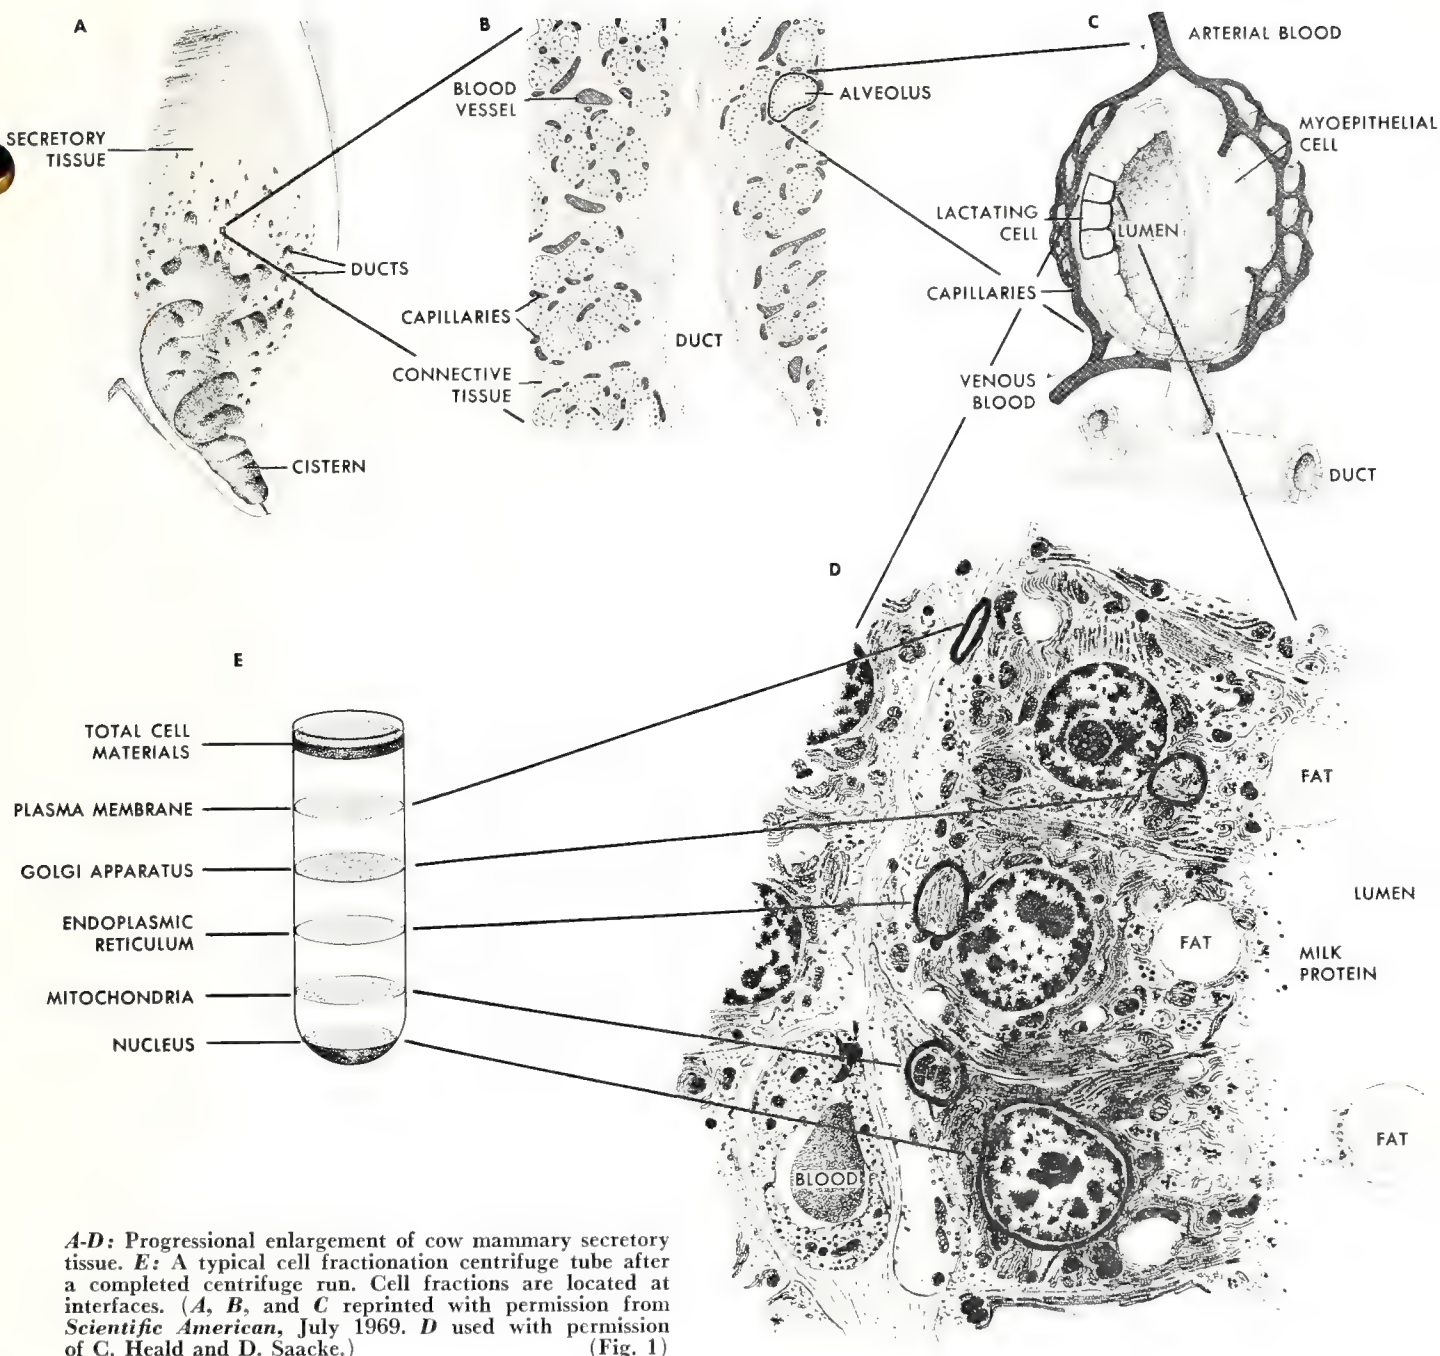 A
SECRETORY
TISSUE
DUCTS
CISTERN
B
BLOOD
VESSEL
ALVEOLUS
CAPILLARIES
DUCT
CONNECTIVE
TISSUE
C
ARTERIAL BLOOD
MYOEPITHELIAL
CELL
LACTATING
CELL
LUMEN
CAPILLARIES
VENOUS
BLOOD
DUCT
D
FAT
LUMEN
FAT
MILK
PROTEIN
FAT
BLOOD
E
TOTAL CELL
MATERIALS
PLASMA MEMBRANE
GOLGI APPARATUS
ENDOPLASMIC
RETICULUM
MITOCHONDRIA
NUCLEUS
A-D: Progressional enlargement of cow mammary secretory
tissue. E: A typical cell fractionation centrifuge tube after
a completed centrifuge run. Cell fractions are located at
interfaces. (A, B, and C reprinted with permission from
Scientific American, July 1969. D used with permission
of C. Heald and D. Saacke.) (Fig. 1)